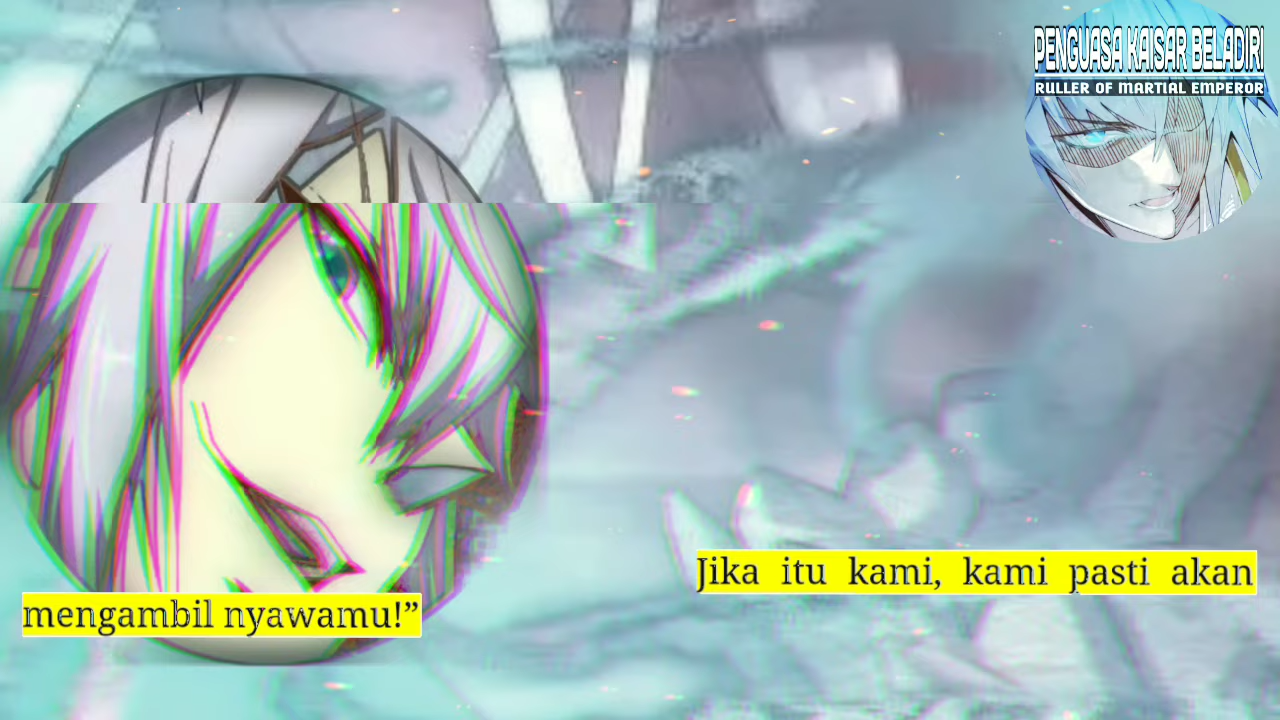 PENGUASA KAISAR BELADIRI
RULLER OF MARTIAL EMPEROR
Jika itu kami, kami pasti akan
mengambil nyawamu!”